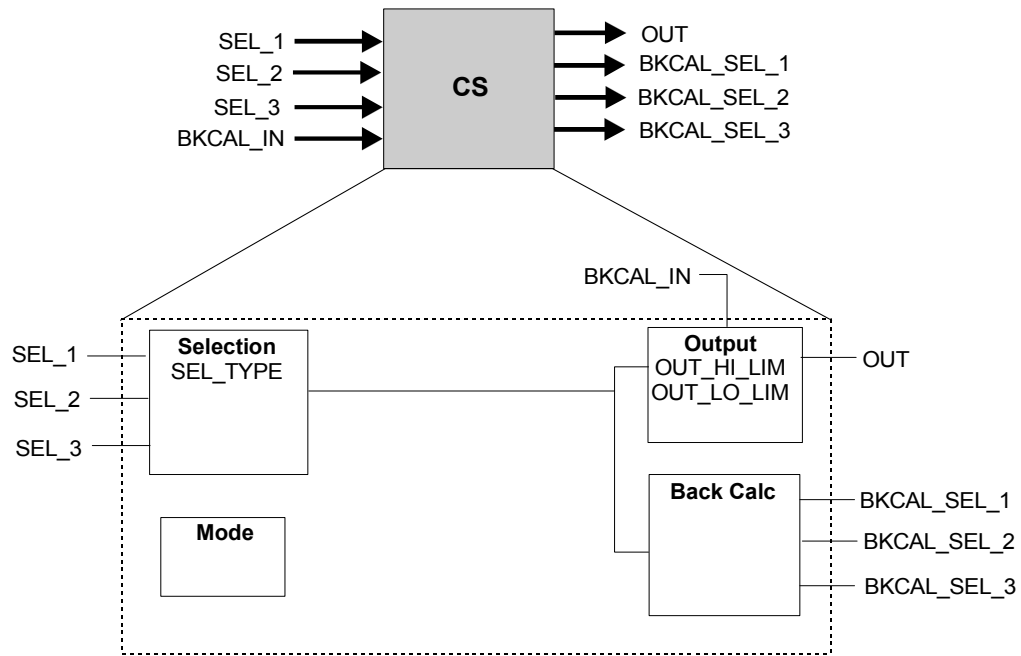 SEL_1
SEL_2
SEL_3
BKCAL_IN
CS
OUT
BKCAL_SEL_1
BKCAL_SEL_2
BKCAL_SEL_3
BKCAL_IN
SEL_1
SEL_2
SEL_3
Selection
SEL_TYPE
Mode
Output
OUT_HI_LIM
OUT_LO_LIM
OUT
Back Calc
BKCAL_SEL_1
BKCAL_SEL_2
BKCAL_SEL_3